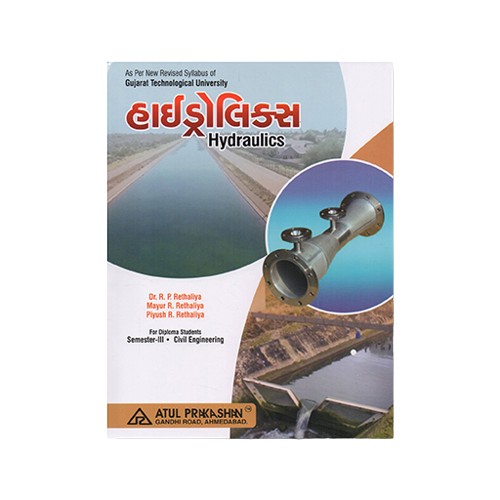 As Per New Revised Syllabus of
Gujarat Technological University
હાઈડ્રોલિક્સ
Hydraulics
Dr. R. P. Rethaliya
Mayur R. Rethaliya
Piyush R. Rethaliya
For Diploma Students
Semester-III • Civil Engineering
ATUL PRAKASHAN ™
GANDHI ROAD, AHMEDABAD.